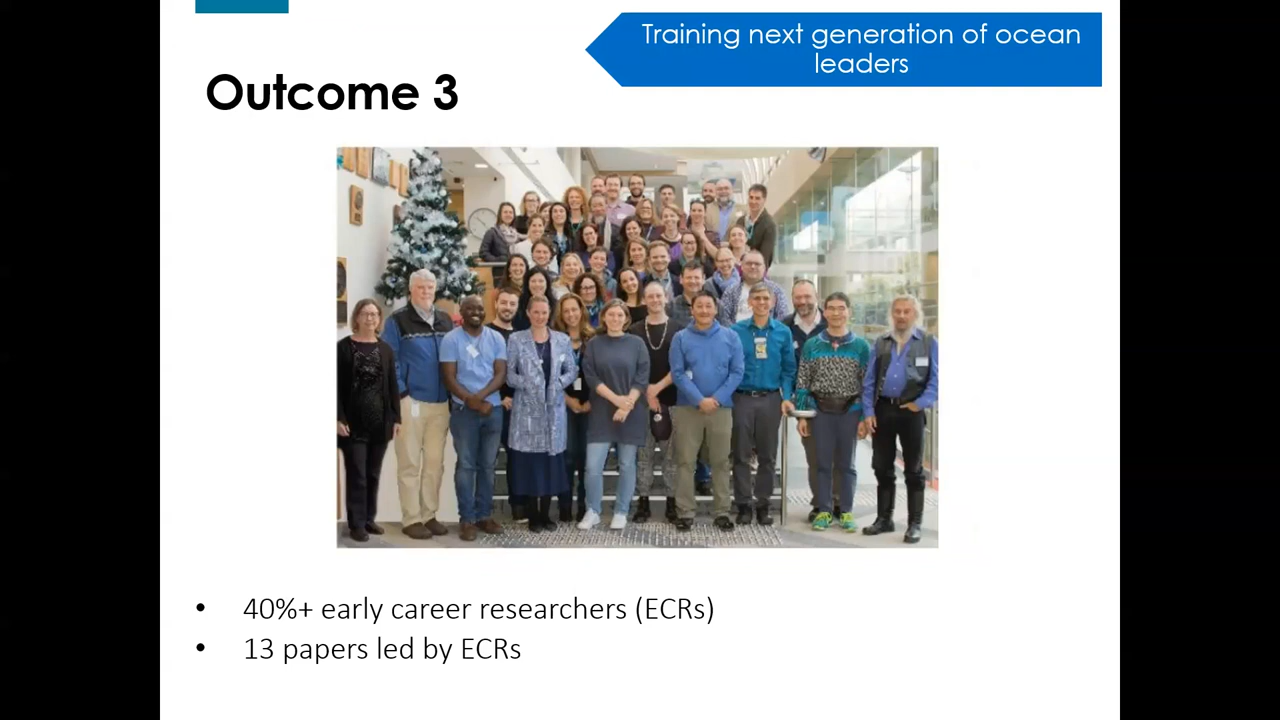 Training next generation of ocean
leaders
Outcome 3
• 40%+ early career researchers (ECRs)
• 13 papers led by ECRs